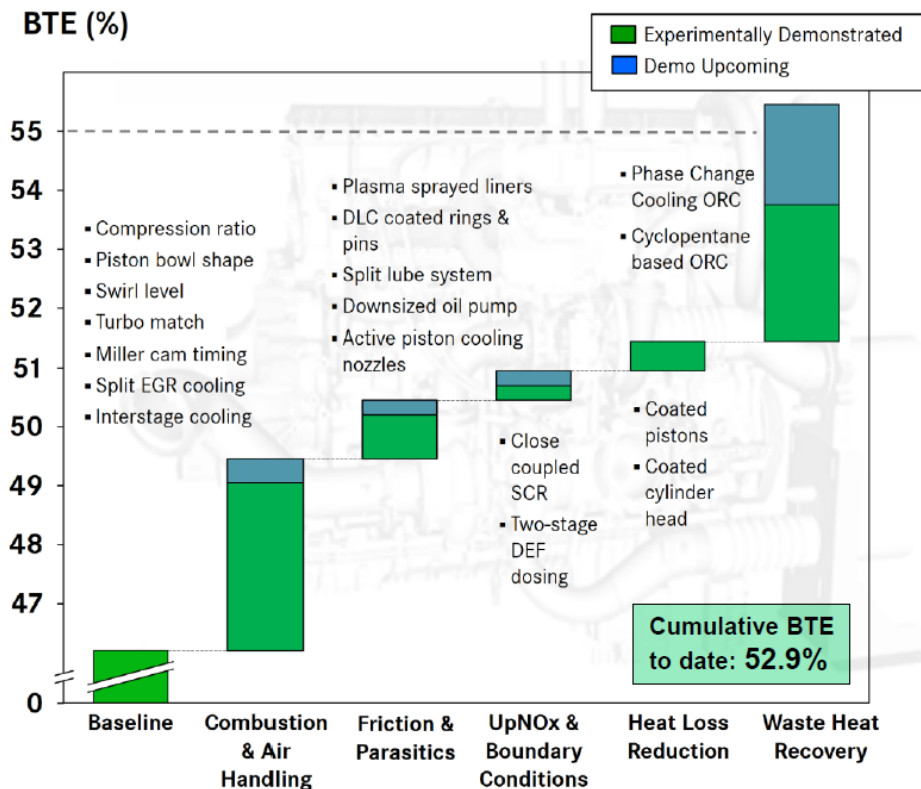 BTE (%)
Experimentally Demonstrated
Demo Upcoming
55
54
53
52
51
50
49
48
47
0
▪ Compression ratio
▪ Piston bowl shape
▪ Swirl level
▪ Turbo match
▪ Miller cam timing
▪ Split EGR cooling
▪ Interstage cooling
▪ Plasma sprayed liners
▪ DLC coated rings &
pins
▪ Split lube system
▪ Downsized oil pump
▪ Active piston cooling
nozzles
▪ Close
coupled
SCR
▪ Two-stage
DEF
dosing
▪ Phase Change
Cooling ORC
▪ Cyclopentane
based ORC
▪ Coated
pistons
▪ Coated
cylinder
head
Cumulative BTE
to date: 52.9%
Baseline
Combustion
& Air
Handling
Friction &
Parasitics
UpNOx &
Boundary
Conditions
Heat Loss
Reduction
Waste Heat
Recovery